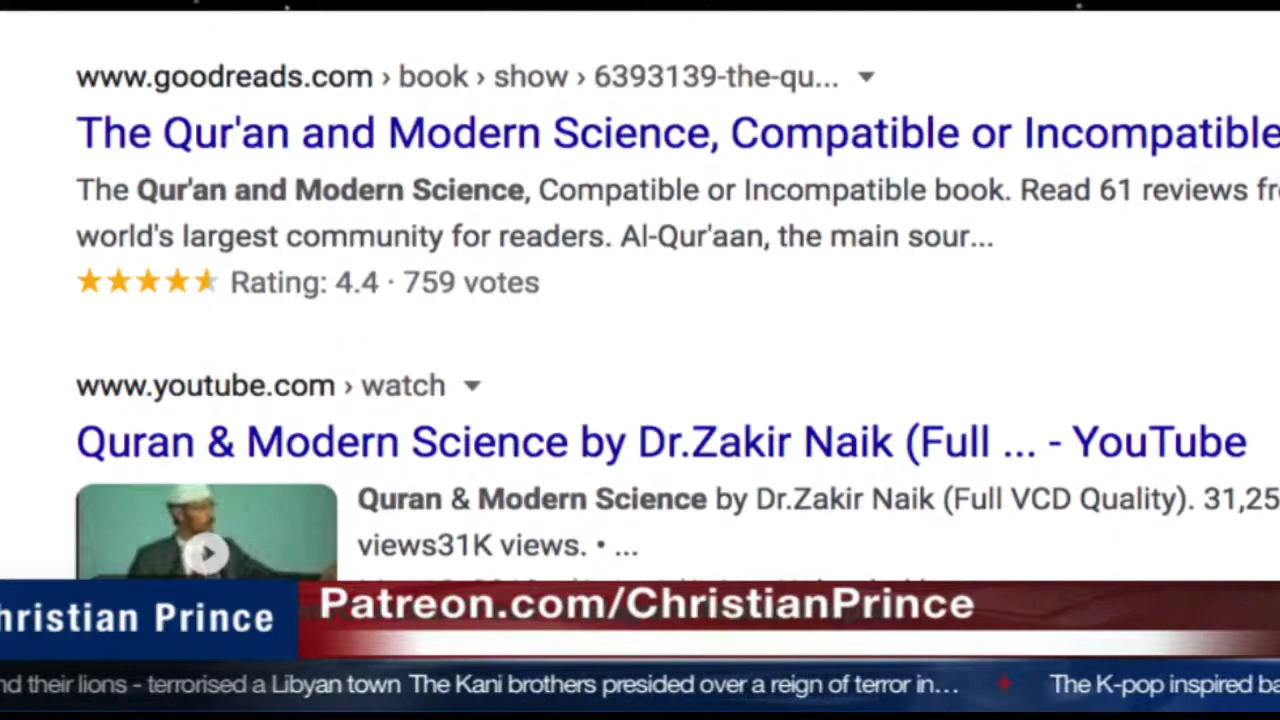 www.goodreads.com › book › show › 6393139-the-qu...
The Qur'an and Modern Science, Compatible or Incompatible
The Qur'an and Modern Science, Compatible or Incompatible book. Read 61 reviews fr
world's largest community for readers. Al-Qur'aan, the main sour...
Rating: 4.4 · 759 votes
www.youtube.com › watch
Quran & Modern Science by Dr.Zakir Naik (Full ... - YouTube
Quran & Modern Science by Dr.Zakir Naik (Full VCD Quality). 31,25
views31K views. • ...
hristian Prince
Patreon.com/ChristianPrince
nd their lions - terrorised a Libyan town The Kani brothers presided over a reign of terror in… The K-pop inspired ba